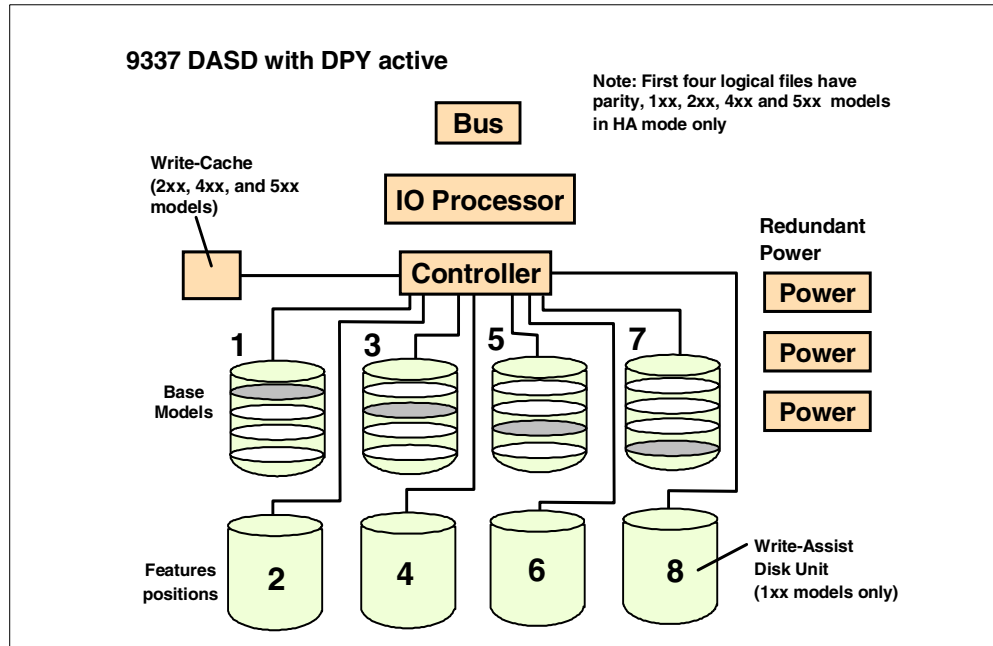 9337 DASD with DPY active
Note: First four logical files have
parity, 1xx, 2xx, 4xx and 5xx models
in HA mode only
Bus
Write-Cache
(2xx, 4xx, and 5xx
models)
IO Processor
Redundant
Power
Controller
Power
Power
Power
1
3
5
7
Base
Models
2
4
6
8
Features
positions
Write-Assist
Disk Unit
(1xx models only)